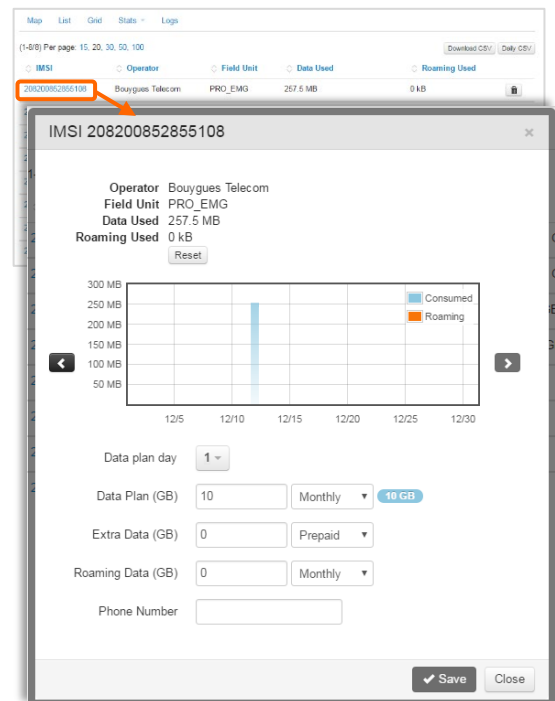 Map List Grid Stats Logs
(1-8/8) Per page: 15, 20, 30, 50, 100 Download CSV Daily CSV
IMSI Operator Field Unit Data Used Roaming Used
208200852855108 Bouygues Telecom PRO_EMG 257.5 MB 0 kB
IMSI 208200852855108 ×
Operator Bouygues Telecom
Field Unit PRO_EMG
Data Used 257.5 MB
Roaming Used 0 kB
Reset
300 MB
250 MB Consumed
200 MB Roaming
150 MB
100 MB
50 MB
12/5 12/10 12/15 12/20 12/25 12/30
Data plan day 1
Data Plan (GB) 10 Monthly 10 GB
Extra Data (GB) 0 Prepaid
Roaming Data (GB) 0 Monthly
Phone Number
Save Close